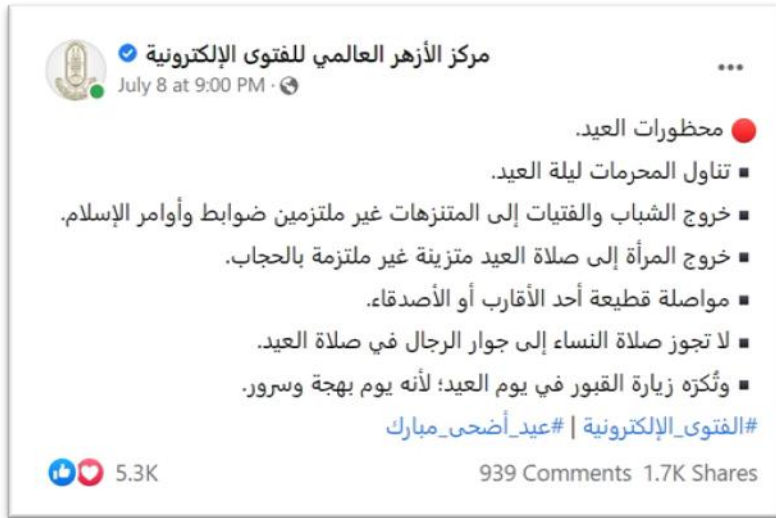 مركز الأزهر العالمي للفتوى الإلكترونية
July 8 at 9:00 PM ·
محظورات العيد.
▪ تناول المحرمات ليلة العيد.
▪ خروج الشباب والفتيات إلى المتنزهات غير ملتزمين ضوابط وأوامر الإسلام.
▪ خروج المرأة إلى صلاة العيد متزينة غير ملتزمة بالحجاب.
▪ مواصلة قطيعة أحد الأقارب أو الأصدقاء.
▪ لا تجوز صلاة النساء إلى جوار الرجال في صلاة العيد.
▪ وتُكرَه زيارة القبور في يوم العيد؛ لأنه يوم بهجة وسرور.
#الفتوى_الإلكترونية | #عيد_أضحى_مبارك
5.3K 939 Comments 1.7K Shares